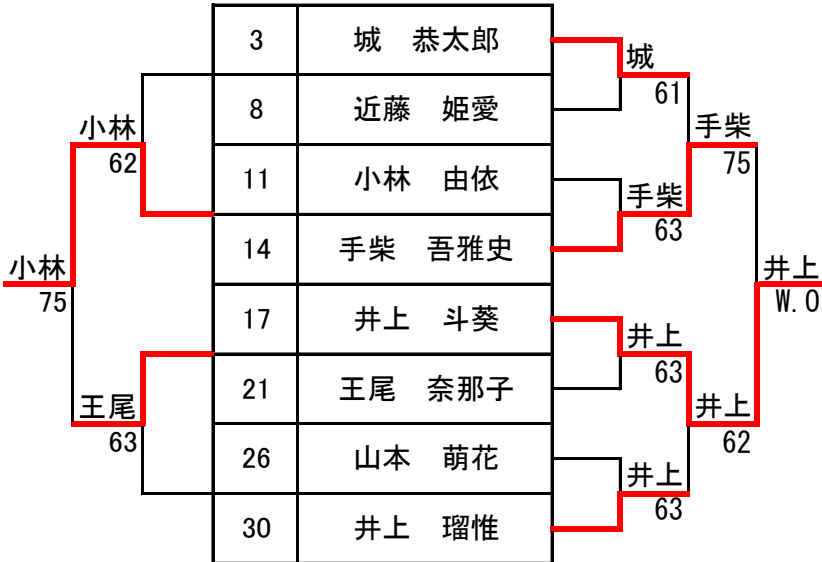 3 城 恭太郎
8 近藤 姫愛
11 小林 由依
14 手柴 吾雅史
17 井上 斗葵
21 王尾 奈那子
26 山本 萌花
30 井上 瑠惟
小林
62
小林
75
王尾
63
城
61
手柴
63
手柴
75
井上
W.0
井上
63
井上
62
井上
63